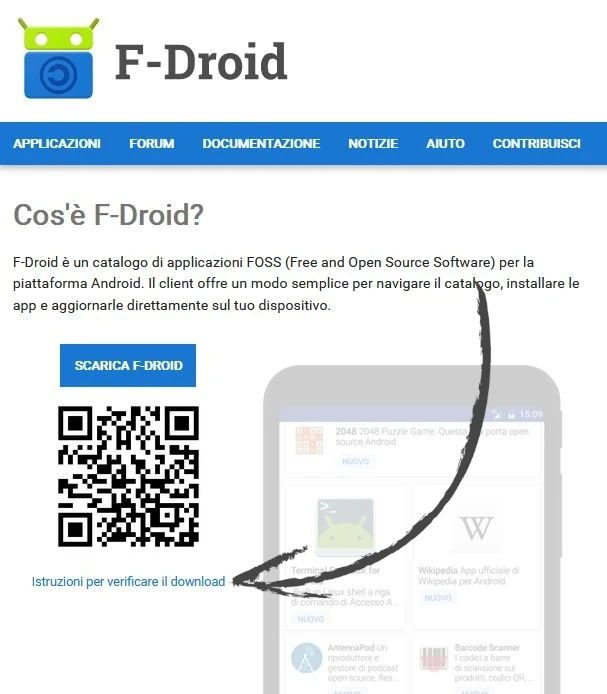 F-Droid
APPLICAZIONI FORUM DOCUMENTAZIONE NOTIZIE AIUTO CONTRIBUISCI
Cos'è F-Droid?
F-Droid è un catalogo di applicazioni FOSS (Free and Open Source Software) per la
piattaforma Android. Il client offre un modo semplice per navigare il catalogo, installare le
app e aggiornarle direttamente sul tuo dispositivo.
SCARICA F-DROID
15:09
2048 2048 Puzzle Game. Questa porta open
source Android.
NUOVO
Istruzioni per verificare il download
Terminal for
Built-in Linux shell a riga
di comando di Accesso A...
NUOVO
W
Wikipedia App ufficiale di
Wikipedia per Android.
NUOVO
AntennaPod Un
riproduttore e
gestore di podcast
open-source, fles...
NUOVO
Barcode Scanner
I codici a barre
di scansione sui
prodotti, codici QR,...
NUOVO